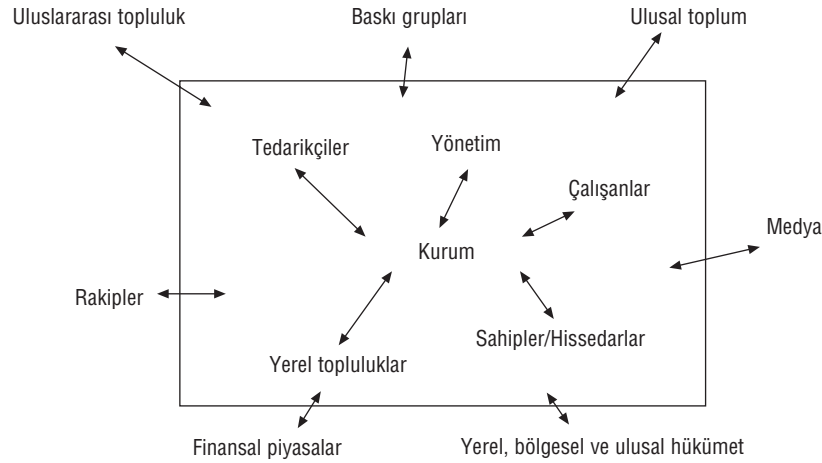 Uluslararası topluluk
Baskı grupları
Ulusal toplum
Tedarikçiler
Yönetim
Çalışanlar
Medya
Kurum
Rakipler
Sahipler/Hissedarlar
Yerel topluluklar
Finansal piyasalar
Yerel, bölgesel ve ulusal hükümet